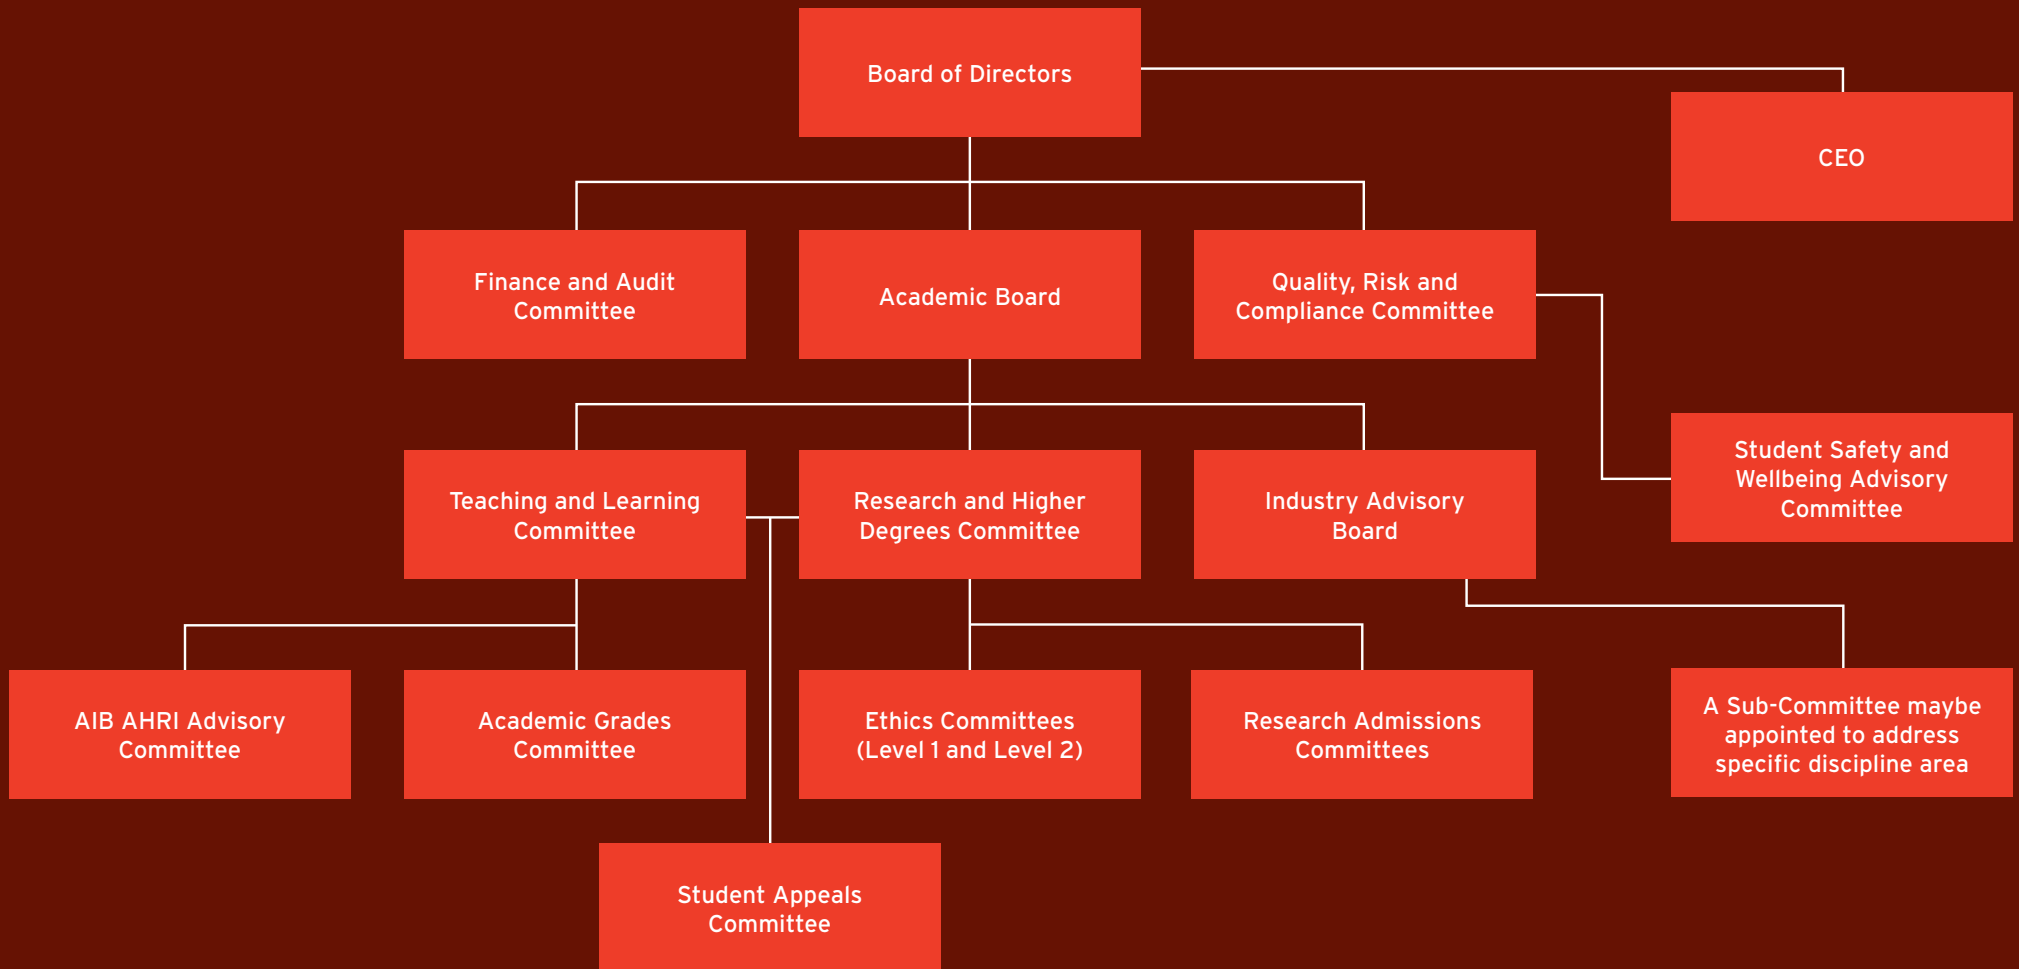 Board of Directors
CEO
Finance and Audit
Committee
Academic Board
Quality, Risk and
Compliance Committee
Student Safety and
Wellbeing Advisory
Committee
Teaching and Learning
Committee
Research and Higher
Degrees Committee
Industry Advisory
Board
AIB AHRI Advisory
Committee
Academic Grades
Committee
Ethics Committees
(Level 1 and Level 2)
Research Admissions
Committees
A Sub-Committee maybe
appointed to address
specific discipline area
Student Appeals
Committee